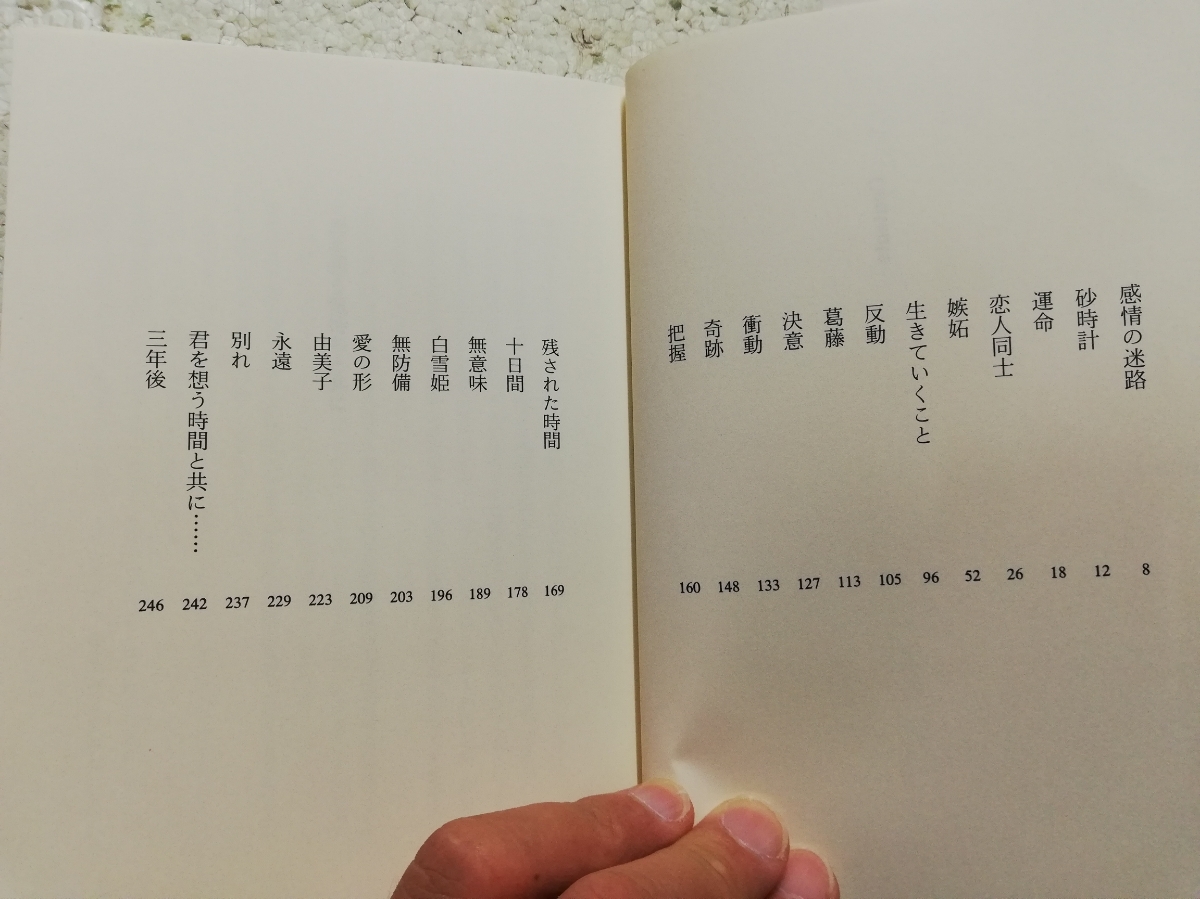 感情の迷路 8
砂時計 12
運命 18
恋人同士 26
嫉妬 52
生きていくこと 96
反動 105
葛藤 113
決意 127
衝動 133
奇跡 148
把握 160
残された時間 169
十日間 178
無意味 189
白雪姫 196
無防備 203
愛の形 209
由美子 223
永遠 229
別れ 237
君を想う時間と共に…… 242
三年後 246